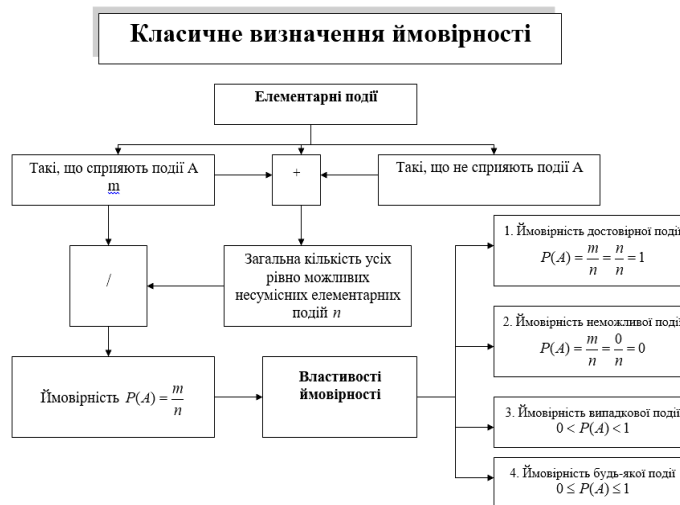 Класичне визначення ймовірності
Елементарні події
Такі, що сприяють події А
m
+
Такі, що не сприяють події А
/
Загальна кількість усіх
рівно можливих
несумісних елементарних
подій n
Ймовірність P(A) = m/n
Властивості
ймовірності
1. Ймовірність достовірної події
P(A) = m/n = n/n = 1
2. Ймовірність неможливої події
P(A) = m/n = 0/n = 0
3. Ймовірність випадкової події
0 < P(A) < 1
4. Ймовірність будь-якої події
0 ≤ P(A) ≤ 1